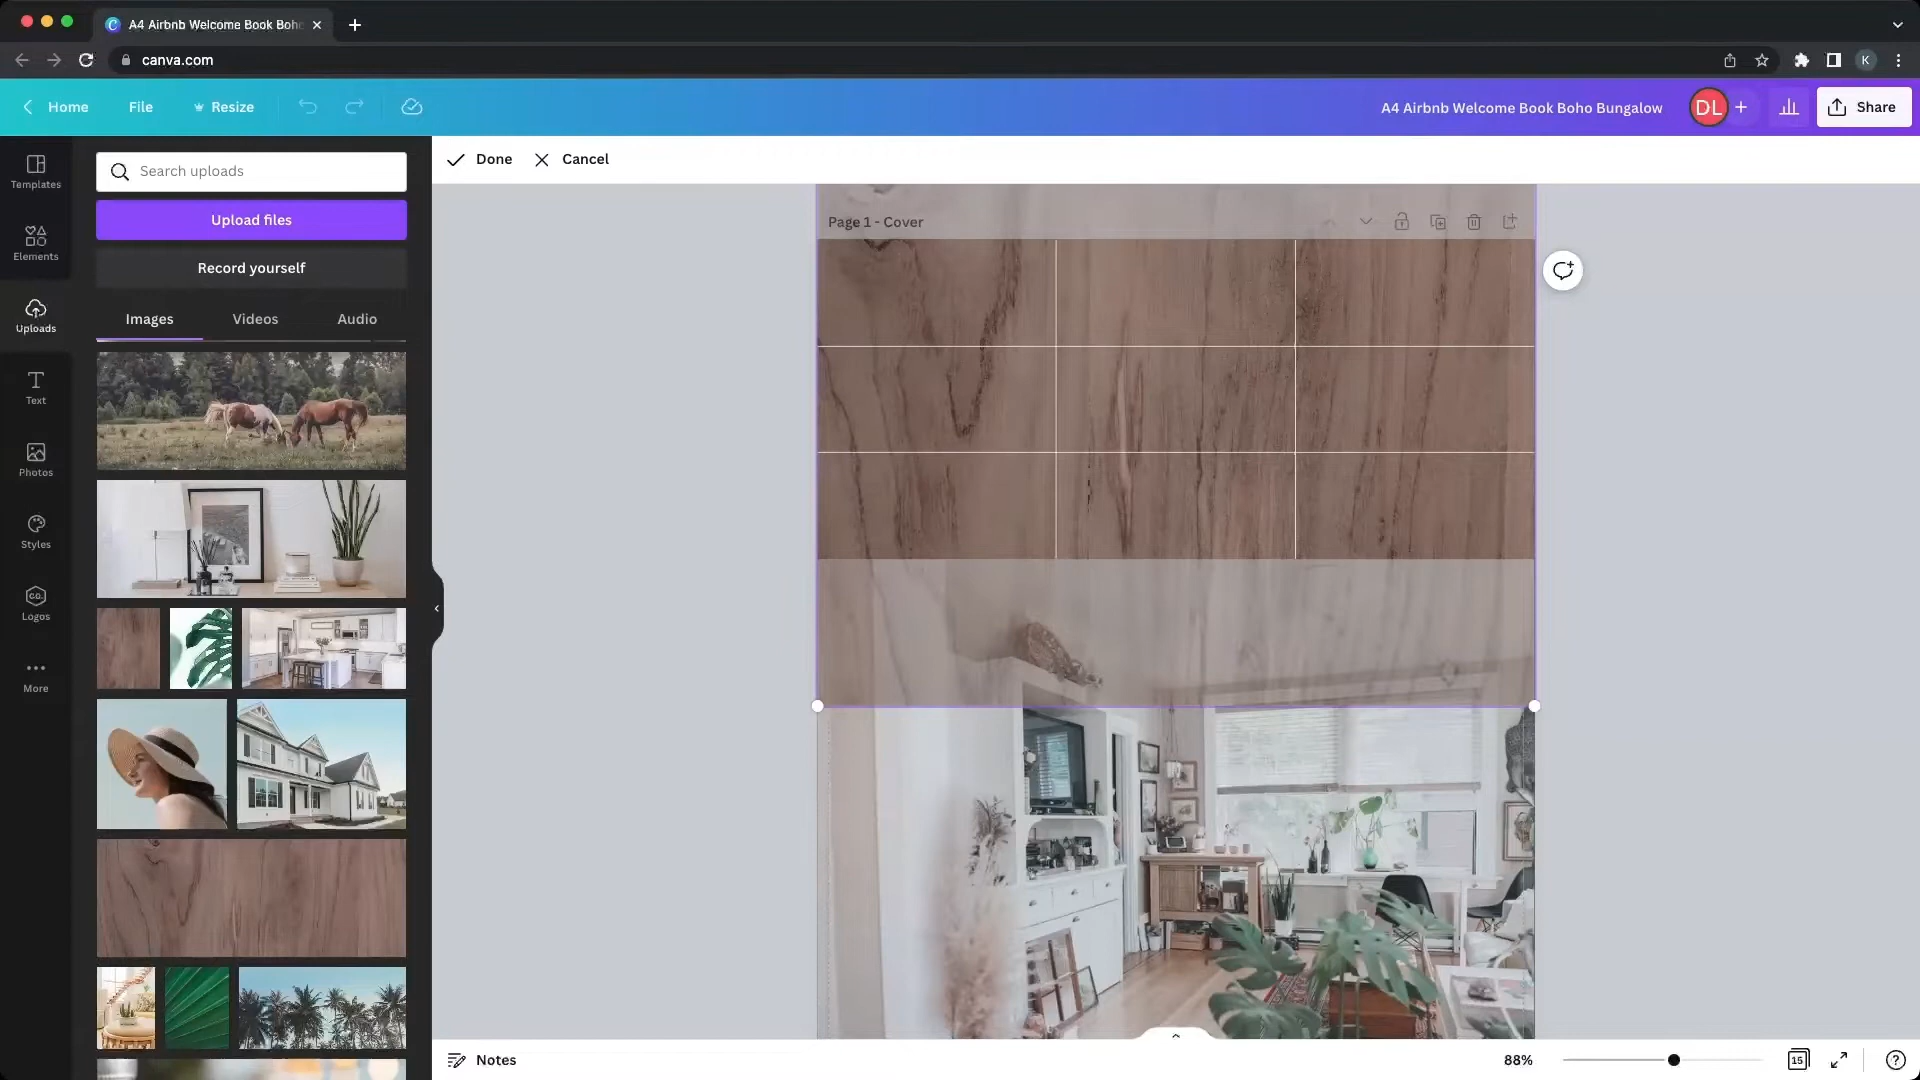 A4 Airbnb Welcome Book Boh
canva.com
K
Home
File
Resize
A4 Airbnb Welcome Book Boho Bungalow
DL
Share
Templates
Elements
Uploads
Text
Photos
Styles
Logos
More
Search uploads
Upload files
Record yourself
Images
Videos
Audio
Done
Cancel
Page 1 - Cover
Notes
88%
15